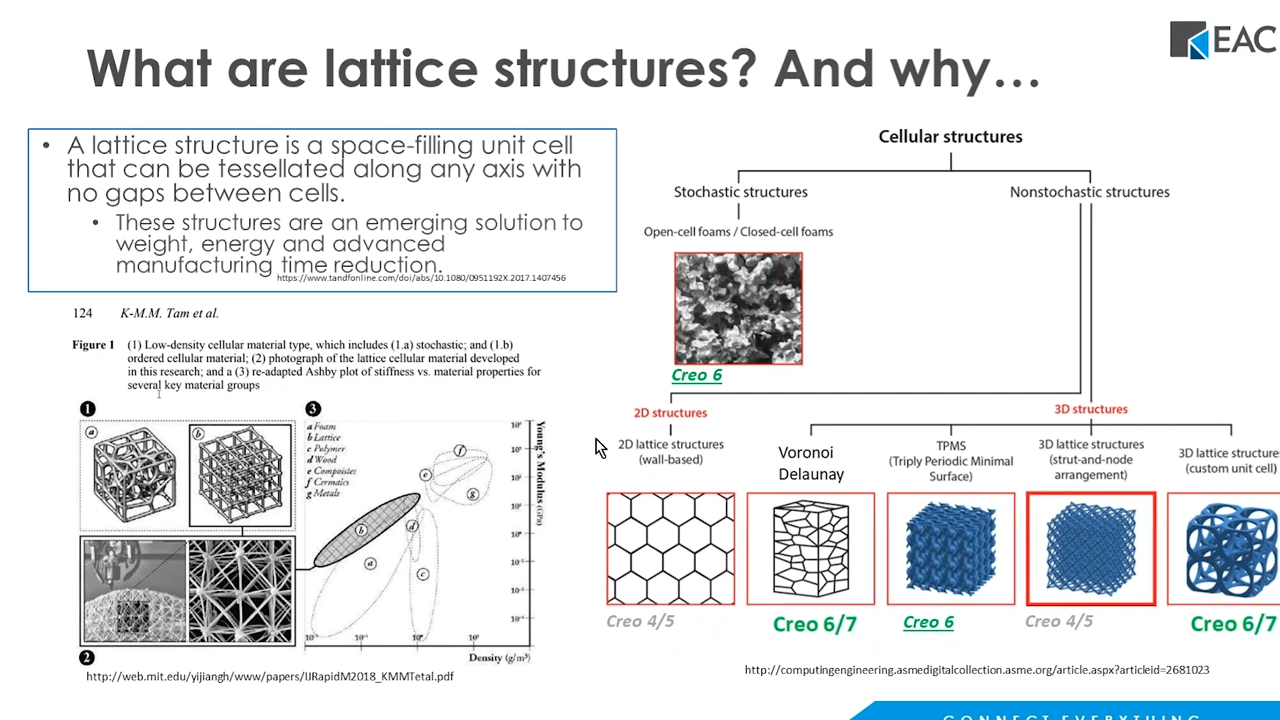 EAC
What are lattice structures? And why…
• A lattice structure is a space-filling unit cell
that can be tessellated along any axis with
no gaps between cells.
• These structures are an emerging solution to
weight, energy and advanced
manufacturing time reduction.
https://www.tandfonline.com/doi/abs/10.1080/0951192X.2017.1407456
124 K-M.M. Tam et al.
Figure 1 (1) Low-density cellular material type, which includes (1.a) stochastic; and (1.b)
ordered cellular material; (2) photograph of the lattice cellular material developed
in this research; and a (3) re-adapted Ashby plot of stiffness vs. material properties for
several key material groups
1
a
b
2
3
a Foam
b Lattice
c Polymer
d Wood
e Composites
f Cermaics
g Metals
f
e
g
b
d
a
c
Young's Modulus (GPa)
Density (g/m³)
http://web.mit.edu/yijiangh/www/papers/IJRapidM2018_KMMTetal.pdf
Cellular structures
Stochastic structures
Nonstochastic structures
Open-cell foams / Closed-cell foams
Creo 6
2D structures
3D structures
2D lattice structures
(wall-based)
Creo 4/5
Voronoi
Delaunay
Creo 6/7
TPMS
(Triply Periodic Minimal
Surface)
Creo 6
3D lattice structures
(strut-and-node
arrangement)
Creo 4/5
3D lattice structure
(custom unit cell)
Creo 6/7
http://computingengineering.asmedigitalcollection.asme.org/article.aspx?articleid=2681023
CONNECT EVERYTHING